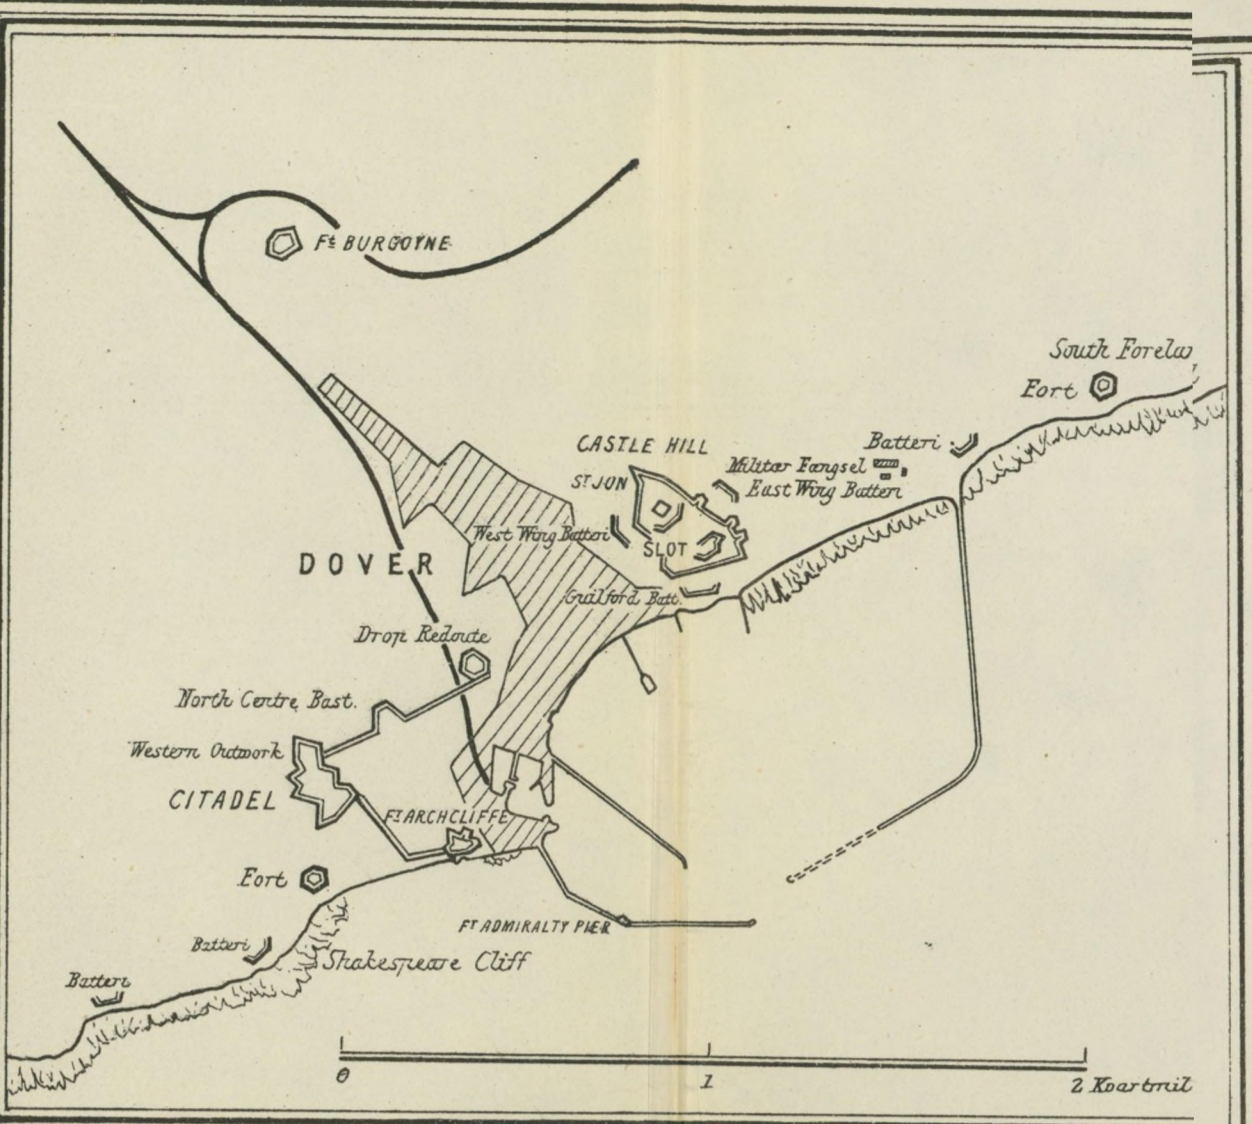 Ft BURGOYNE
South Forela
Fort
CASTLE HILL
Batteri
Militær Fængsel
ST JON
East Wing Batteri
West Wing Batteri
SLOT
DOVER
Guilford Batt.
Drop Redoute
North Centre Bast.
Western Outwork
CITADEL
FT ARCHCLIFFE
Fort
FT ADMIRALTY PIER
Batteri
Shakespeare Cliff
Batteri
0 1 2 Kvartmil